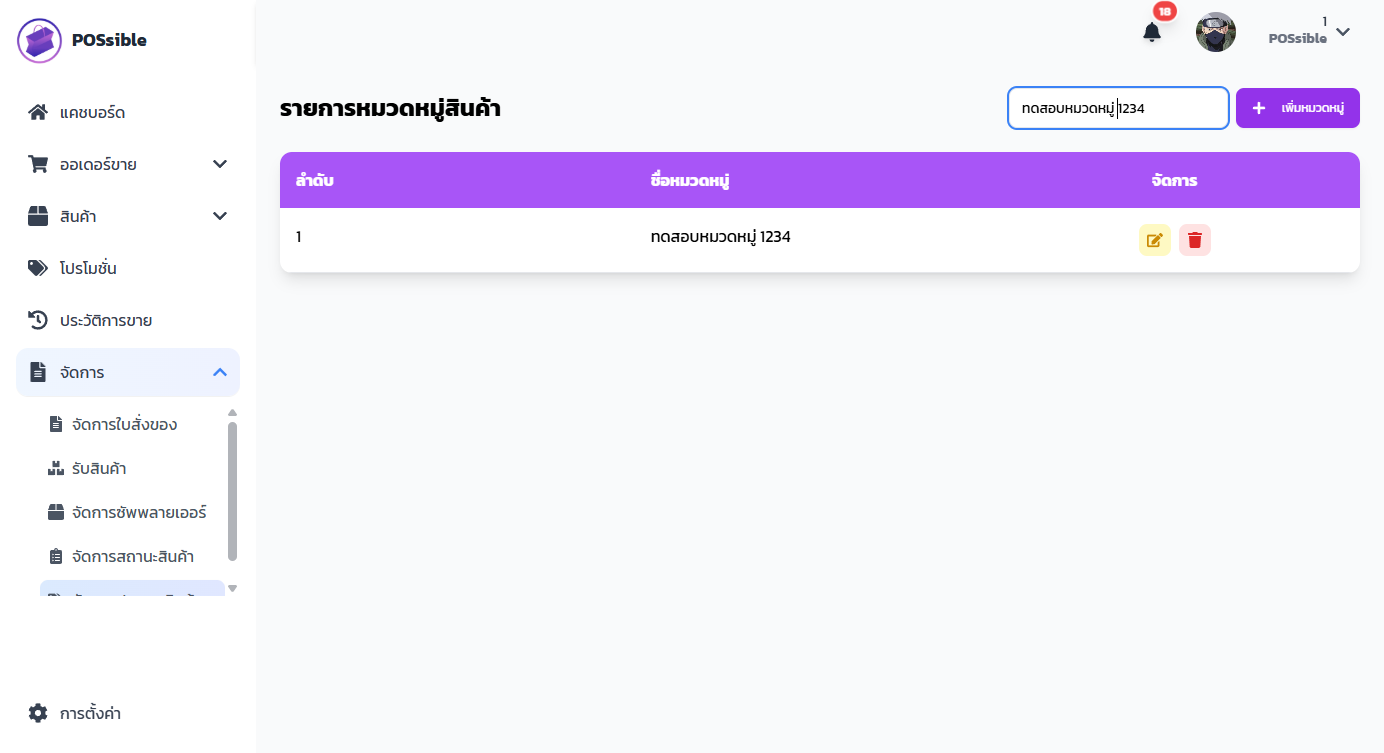 POSsible
แคชบอร์ด
ออเดอร์ขาย
สินค้า
โปรโมชั่น
ประวัติการขาย
จัดการ
จัดการใบสั่งของ
รับสินค้า
จัดการซัพพลายเออร์
จัดการสถานะสินค้า
การตั้งค่า
18
1
POSsible
รายการหมวดหมู่สินค้า
ทดสอบหมวดหมู่ 1234
เพิ่มหมวดหมู่
ลำดับ ชื่อหมวดหมู่ จัดการ
1 ทดสอบหมวดหมู่ 1234